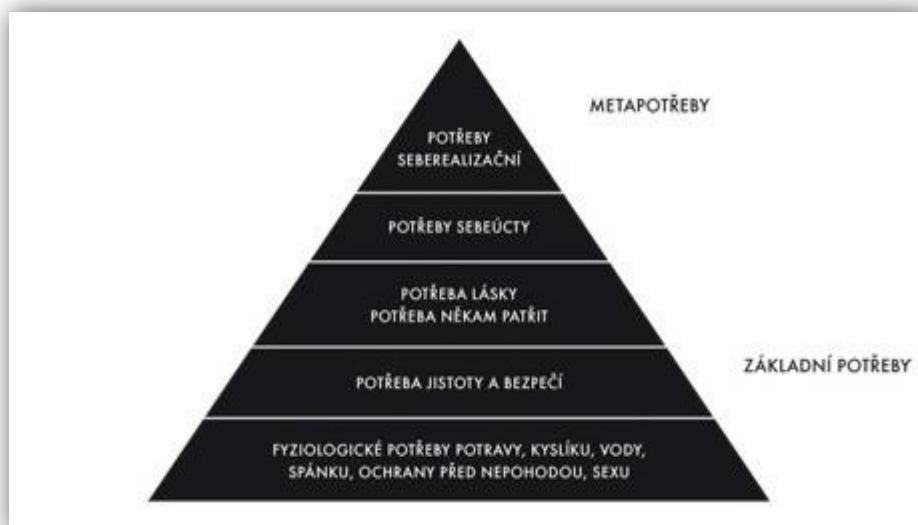 METAPOTŘEBY
POTŘEBY
SEBEREALIZAČNÍ
POTŘEBY SEBEÚCTY
POTŘEBA LÁSKY
POTŘEBA NĚKAM PATŘIT
ZÁKLADNÍ POTŘEBY
POTŘEBA JISTOTY A BEZPEČÍ
FYZIOLOGICKÉ POTŘEBY POTRAVY, KYSLÍKU, VODY,
SPÁNKU, OCHRANY PŘED NEPOHODOU, SEXU